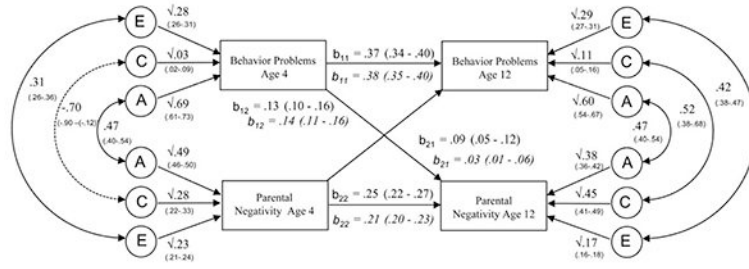 E
√.28
(.26-.31)
C
√.03
(.02-.09)
A
√.69
(.61-.73)
.31
(.26-.36)
-.70
(-.90 –(-.12)
.47
(.40-.54)
A
√.49
(.46-.50)
C
√.28
(.22-.33)
E
√.23
(.21-.24)
Behavior Problems
Age 4
Parental
Negativity Age 4
b11 = .37 (.34 - .40)
b11 = .38 (.35 - .40)
b12 = .13 (.10 - .16)
b12 = .14 (.11 - .16)
b21 = .09 (.05 - .12)
b21 = .03 (.01 - .06)
b22 = .25 (.22 - .27)
b22 = .21 (.20 - .23)
Behavior Problems
Age 12
Parental
Negativity Age 12
√.29
(.27-.31)
E
√.11
(.05-.16)
C
√.60
(.54-.67)
A
.42
(.38-.47)
.52
(.38-.68)
.47
(.40-.54)
√.38
(.36-.42)
A
√.45
(.41-.49)
C
√.17
(.16-.18)
E